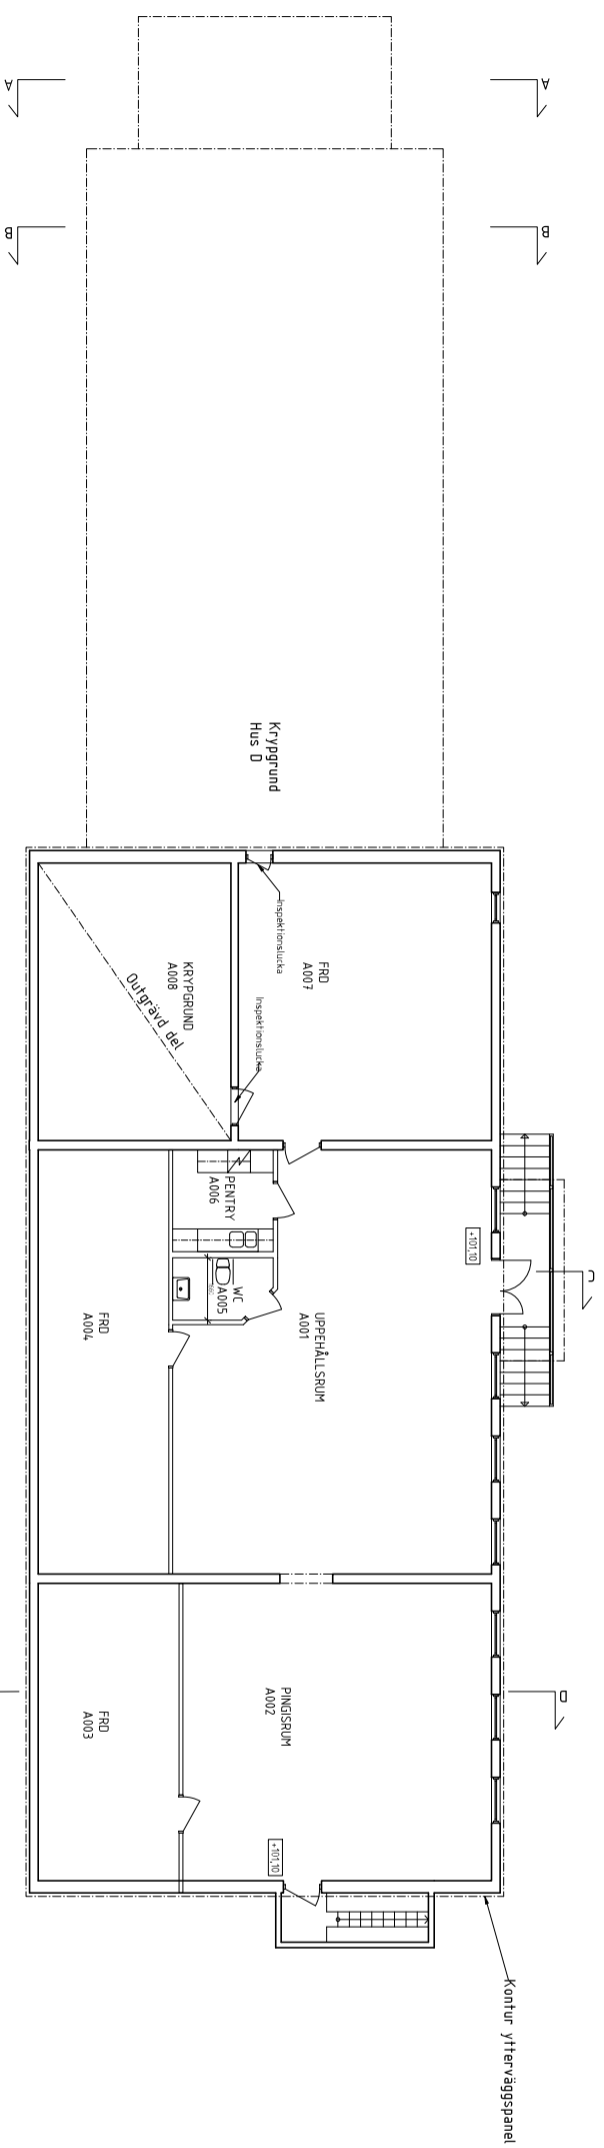 A
A
B
B
Krypgrund
Hus D
Inspektionslucka
FRD
A007
KRYPGRUND
A008
Outgrävd del
Inspektionslucka
PENTRY
A006
+101,10
C
WC
A005
UPPEHÅLLSRUM
A001
FRD
A004
D
PINGISRUM
A002
FRD
A003
+101,10
Kontur ytterväggspanel